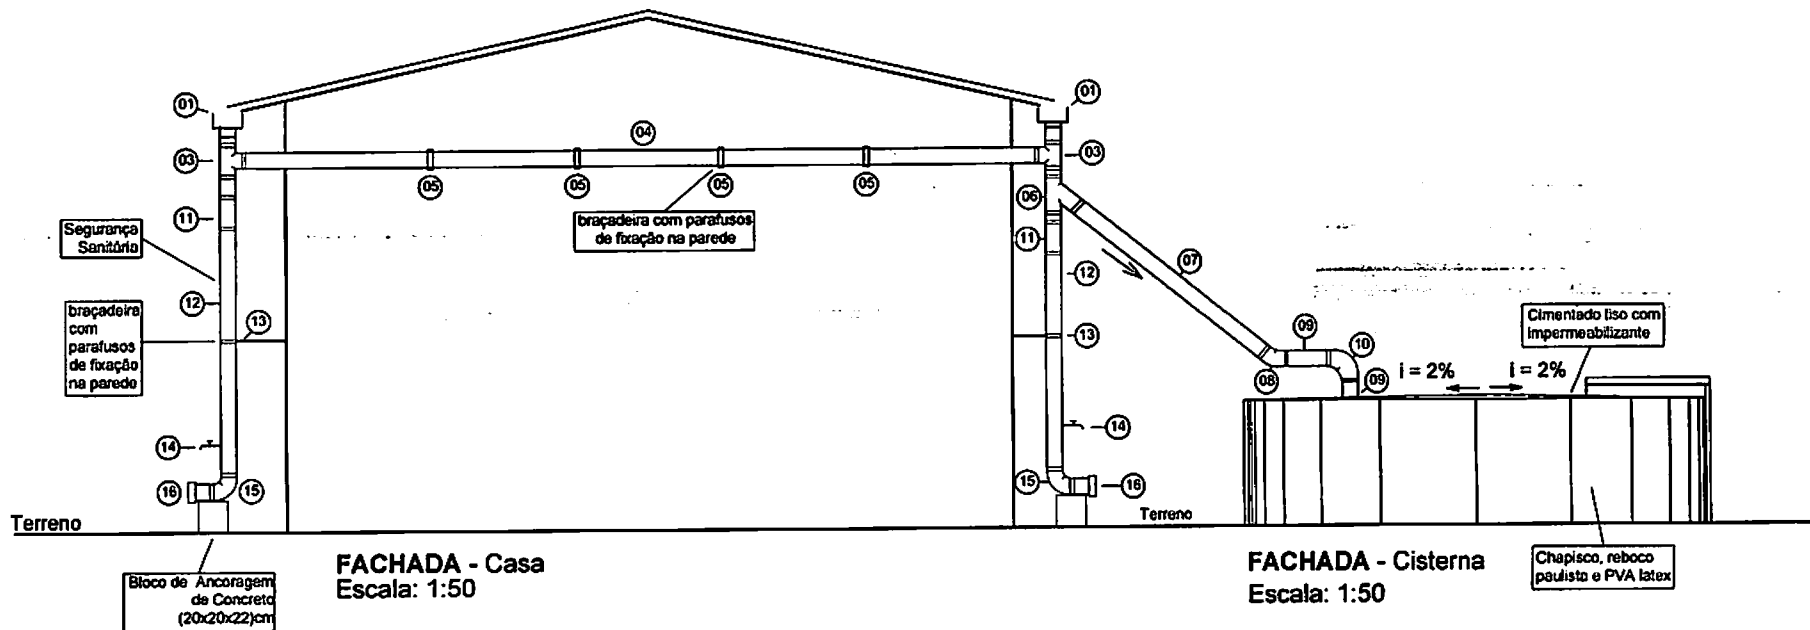 01
01
04
03
03
05
05
05
05
06
11
11
Segurança
Sanitária
braçadeira com parafusos
de fixação na parede
07
12
12
braçadeira
com
parafusos
de fixação
na parede
13
13
09
10
08
09
i = 2%
i = 2%
Cimentado liso com
impermeabilizante
14
14
16
15
15
16
Terreno
Terreno
FACHADA - Casa
Escala: 1:50
FACHADA - Cisterna
Escala: 1:50
Chapisco, reboco
paulista e PVA latex
Bloco de Ancoragem
de Concreto
(20x20x22)cm